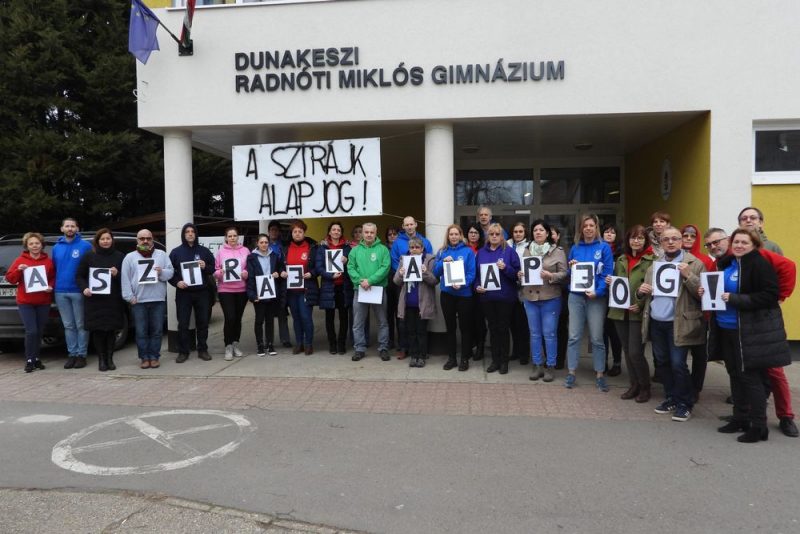 DUNAKESZI
RADNÓTI MIKLÓS GIMNÁZIUM
A SZTRÁJK
ALAPJOG!
A SZTRÁJK ALAPJOG!